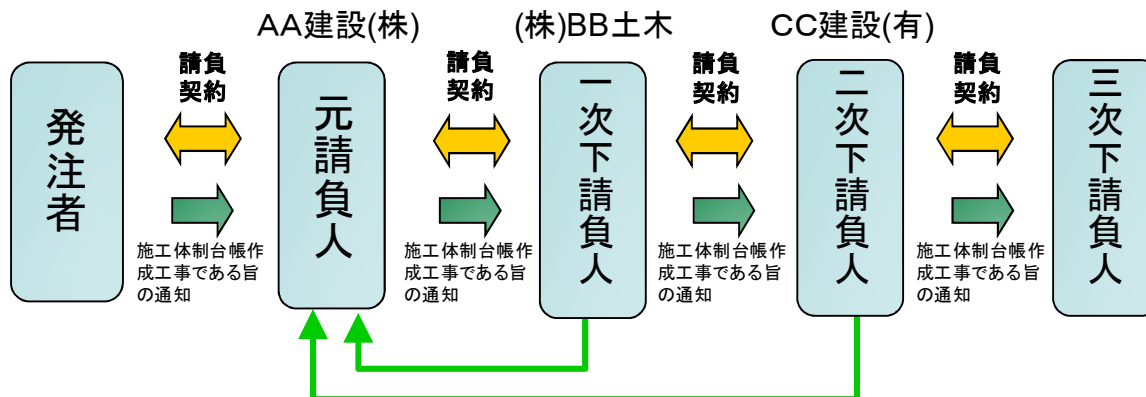 AA建設(株)
(株)BB土木
CC建設(有)
発注者
請負
契約
施工体制台帳作
成工事である旨
の通知
元請負人
請負
契約
施工体制台帳作
成工事である旨
の通知
一次下請負人
請負
契約
施工体制台帳作
成工事である旨
の通知
二次下請負人
請負
契約
施工体制台帳作
成工事である旨
の通知
三次下請負人